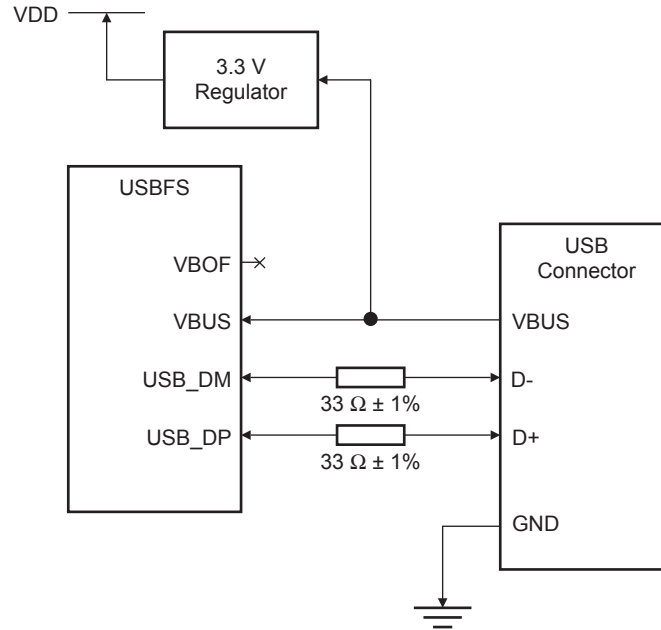 VDD
3.3 V
Regulator
USBFS
VBOF
VBUS
USB_DM
USB_DP
33 Ω ± 1%
33 Ω ± 1%
USB
Connector
VBUS
D-
D+
GND